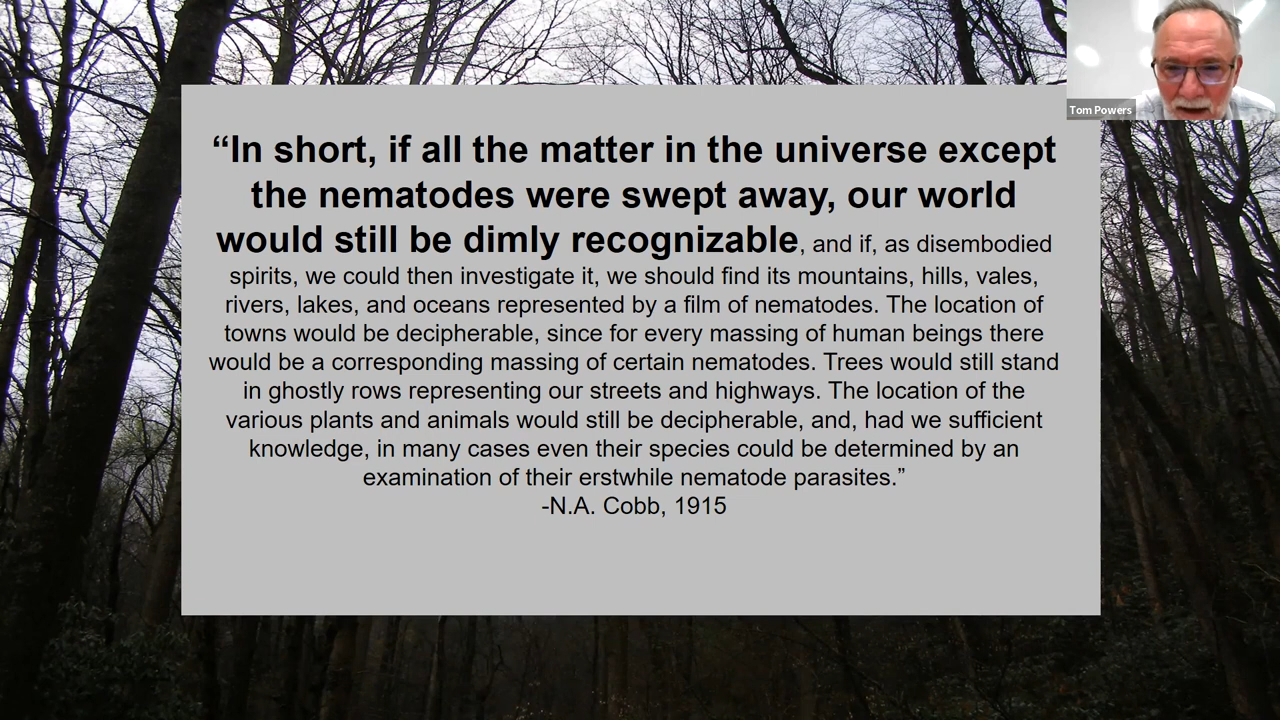 “In short, if all the matter in the universe except
the nematodes were swept away, our world
would still be dimly recognizable, and if, as disembodied
spirits, we could then investigate it, we should find its mountains, hills, vales,
rivers, lakes, and oceans represented by a film of nematodes. The location of
towns would be decipherable, since for every massing of human beings there
would be a corresponding massing of certain nematodes. Trees would still stand
in ghostly rows representing our streets and highways. The location of the
various plants and animals would still be decipherable, and, had we sufficient
knowledge, in many cases even their species could be determined by an
examination of their erstwhile nematode parasites.”
-N.A. Cobb, 1915
Tom Powers